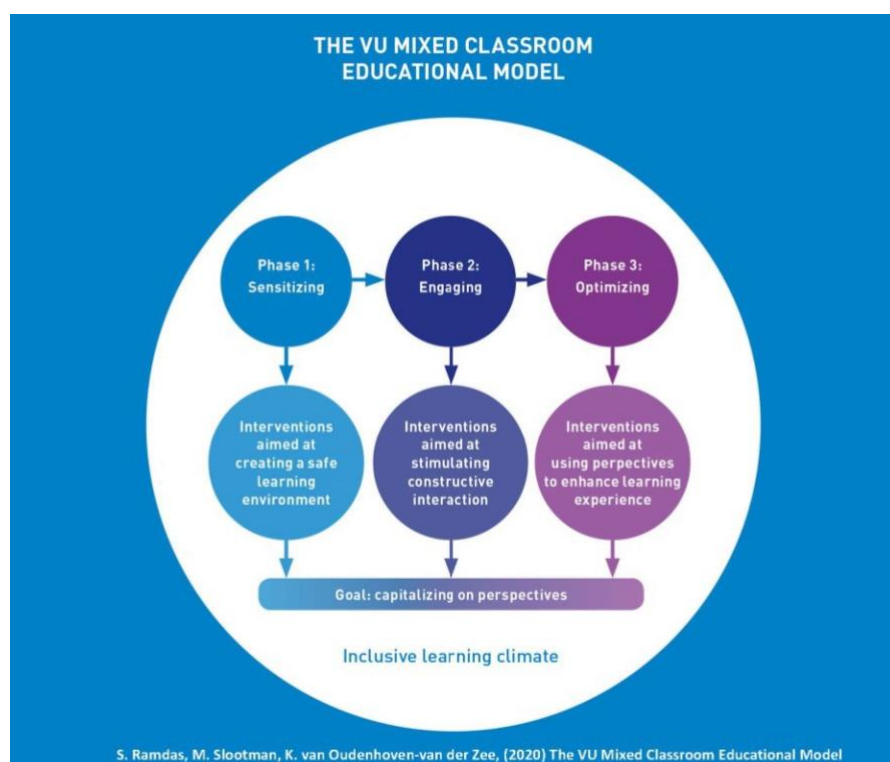 THE VU MIXED CLASSROOM
EDUCATIONAL MODEL
Phase 1:
Sensitizing
Phase 2:
Engaging
Phase 3:
Optimizing
Interventions
aimed at
creating a safe
learning
environment
Interventions
aimed at
stimulating
constructive
interaction
Interventions
aimed at
using perpectives
to enhance learning
experience
Goal: capitalizing on perspectives
Inclusive learning climate
S. Ramdas, M. Slootman, K. van Oudenhoven-van der Zee, (2020) The VU Mixed Classroom Educational Model